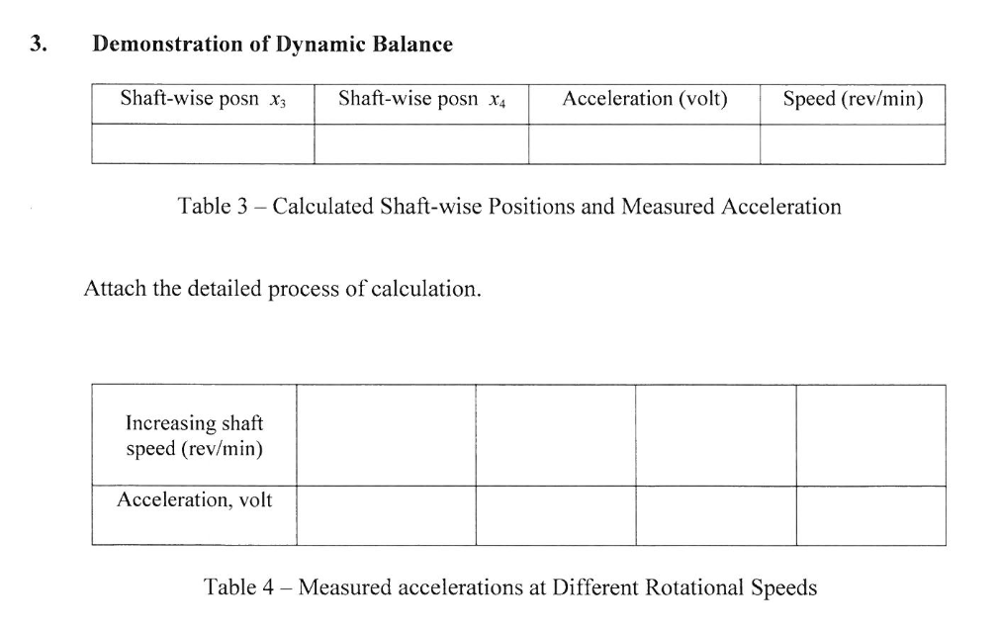 3. Demonstration of Dynamic Balance
Shaft-wise posn x₃ Shaft-wise posn x₄ Acceleration (volt) Speed (rev/min)
Table 3 – Calculated Shaft-wise Positions and Measured Acceleration
Attach the detailed process of calculation.
Increasing shaft
speed (rev/min)
Acceleration, volt
Table 4 – Measured accelerations at Different Rotational Speeds